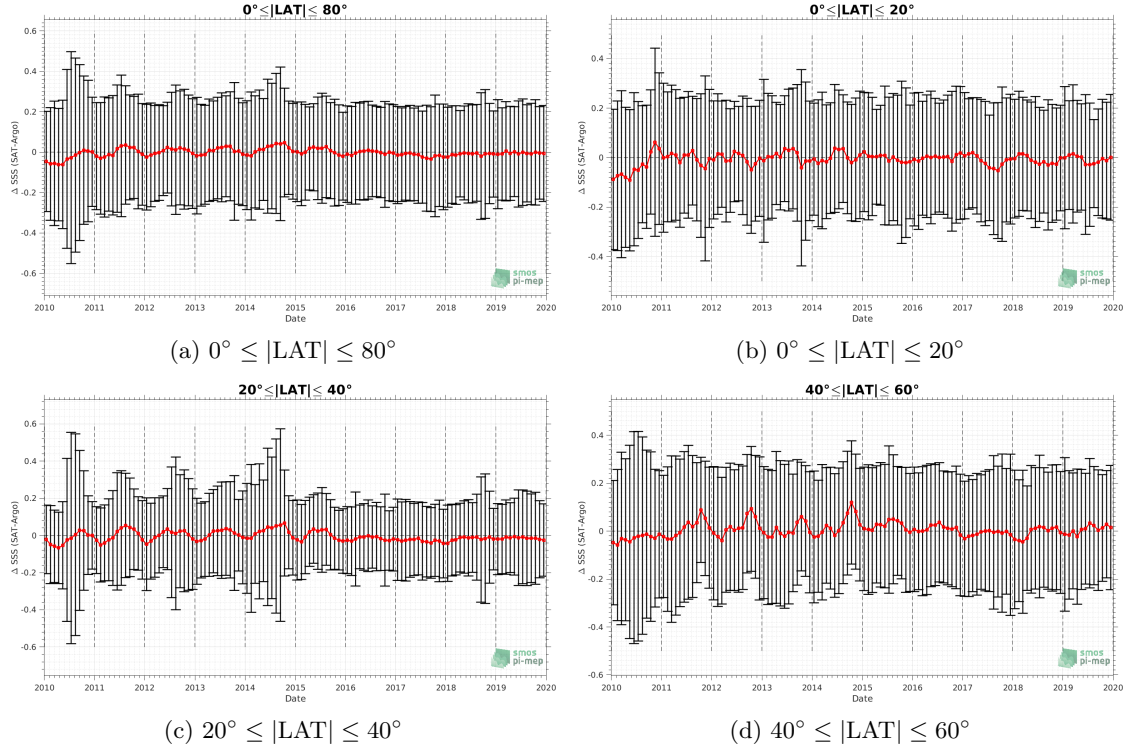 0°≤|LAT|≤ 80°
0.6
0.4
0.2
0
-0.2
-0.4
-0.6
Δ SSS (SAT-Argo)
smos
pi-mep
2010 2011 2012 2013 2014 2015 2016 2017 2018 2019 2020
Date
(a) 0° ≤ |LAT| ≤ 80°
0°≤|LAT|≤ 20°
0.4
0.2
0
-0.2
-0.4
Δ SSS (SAT-Argo)
smos
pi-mep
2010 2011 2012 2013 2014 2015 2016 2017 2018 2019 2020
Date
(b) 0° ≤ |LAT| ≤ 20°
20°≤|LAT|≤ 40°
0.6
0.4
0.2
0
-0.2
-0.4
-0.6
Δ SSS (SAT-Argo)
smos
pi-mep
2010 2011 2012 2013 2014 2015 2016 2017 2018 2019 2020
Date
(c) 20° ≤ |LAT| ≤ 40°
40°≤|LAT|≤ 60°
0.4
0.2
0
-0.2
-0.4
-0.6
Δ SSS (SAT-Argo)
smos
pi-mep
2010 2011 2012 2013 2014 2015 2016 2017 2018 2019 2020
Date
(d) 40° ≤ |LAT| ≤ 60°